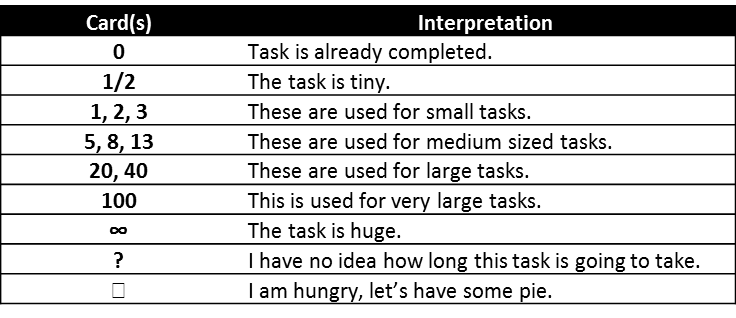 Card(s) Interpretation
0 Task is already completed.
1/2 The task is tiny.
1, 2, 3 These are used for small tasks.
5, 8, 13 These are used for medium sized tasks.
20, 40 These are used for large tasks.
100 This is used for very large tasks.
∞ The task is huge.
? I have no idea how long this task is going to take.
□ I am hungry, let’s have some pie.